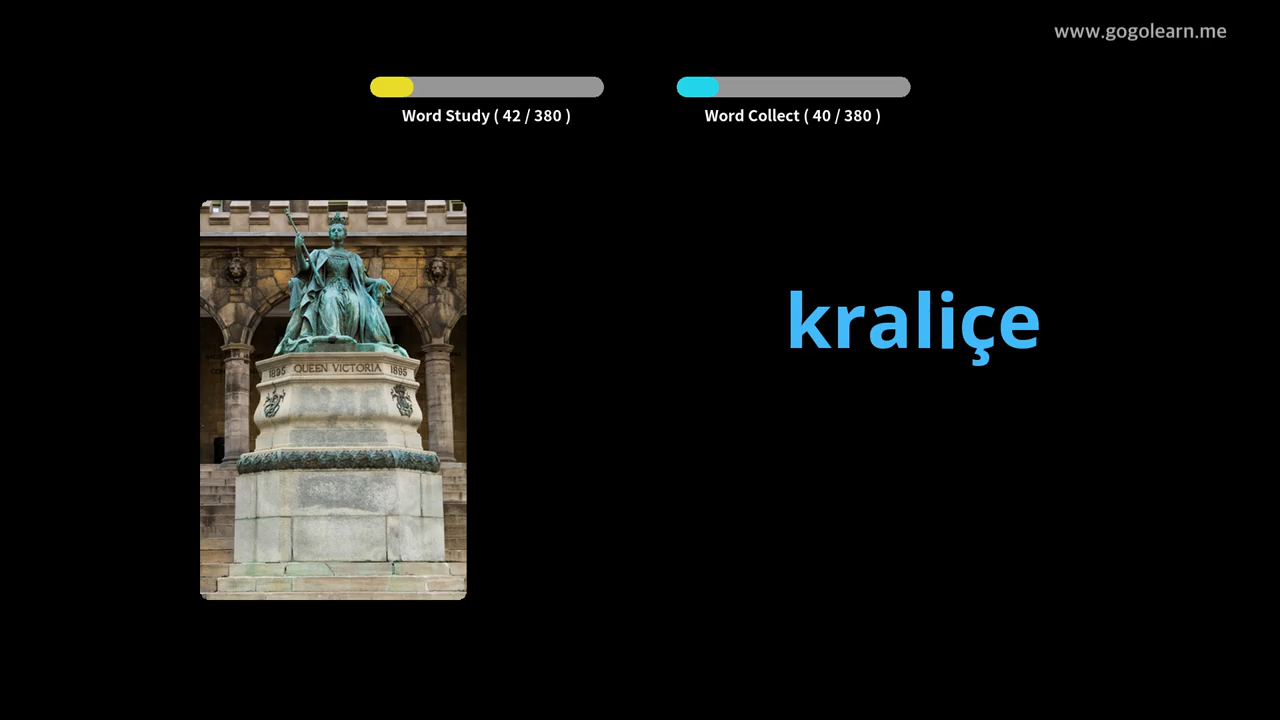 www.gogolearn.me
Word Study ( 42 / 380 )
Word Collect ( 40 / 380 )
kraliçe
1895 QUEEN VICTORIA 1895